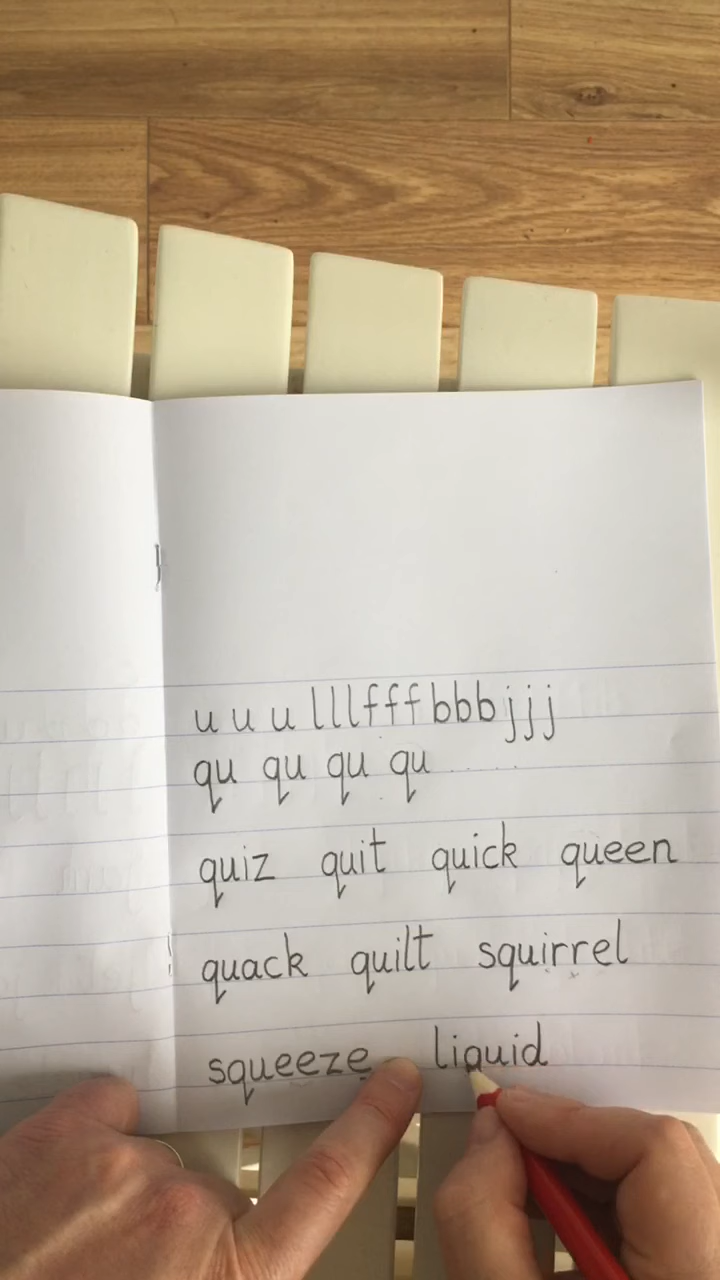 u u u l l l f f f b b b j j j
qu qu qu qu
quiz quit quick queen
quack quilt squirrel
squeeze liquid